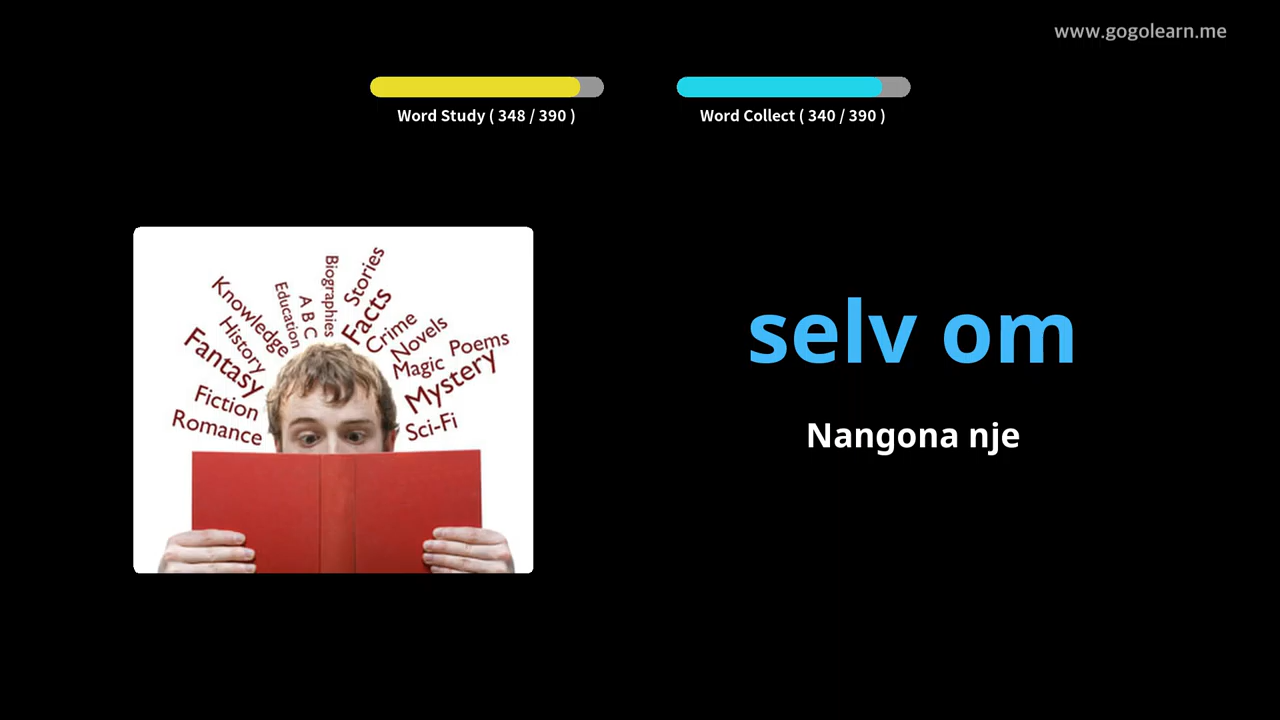 www.gogolearn.me
Word Study ( 348 / 390 )
Word Collect ( 340 / 390 )
Knowledge
History
Fantasy
Fiction
Romance
Education
A B C
Biographies
Stories
Facts
Crime
Novels
Magic
Poems
Mystery
Sci-Fi
selv om
Nangona nje